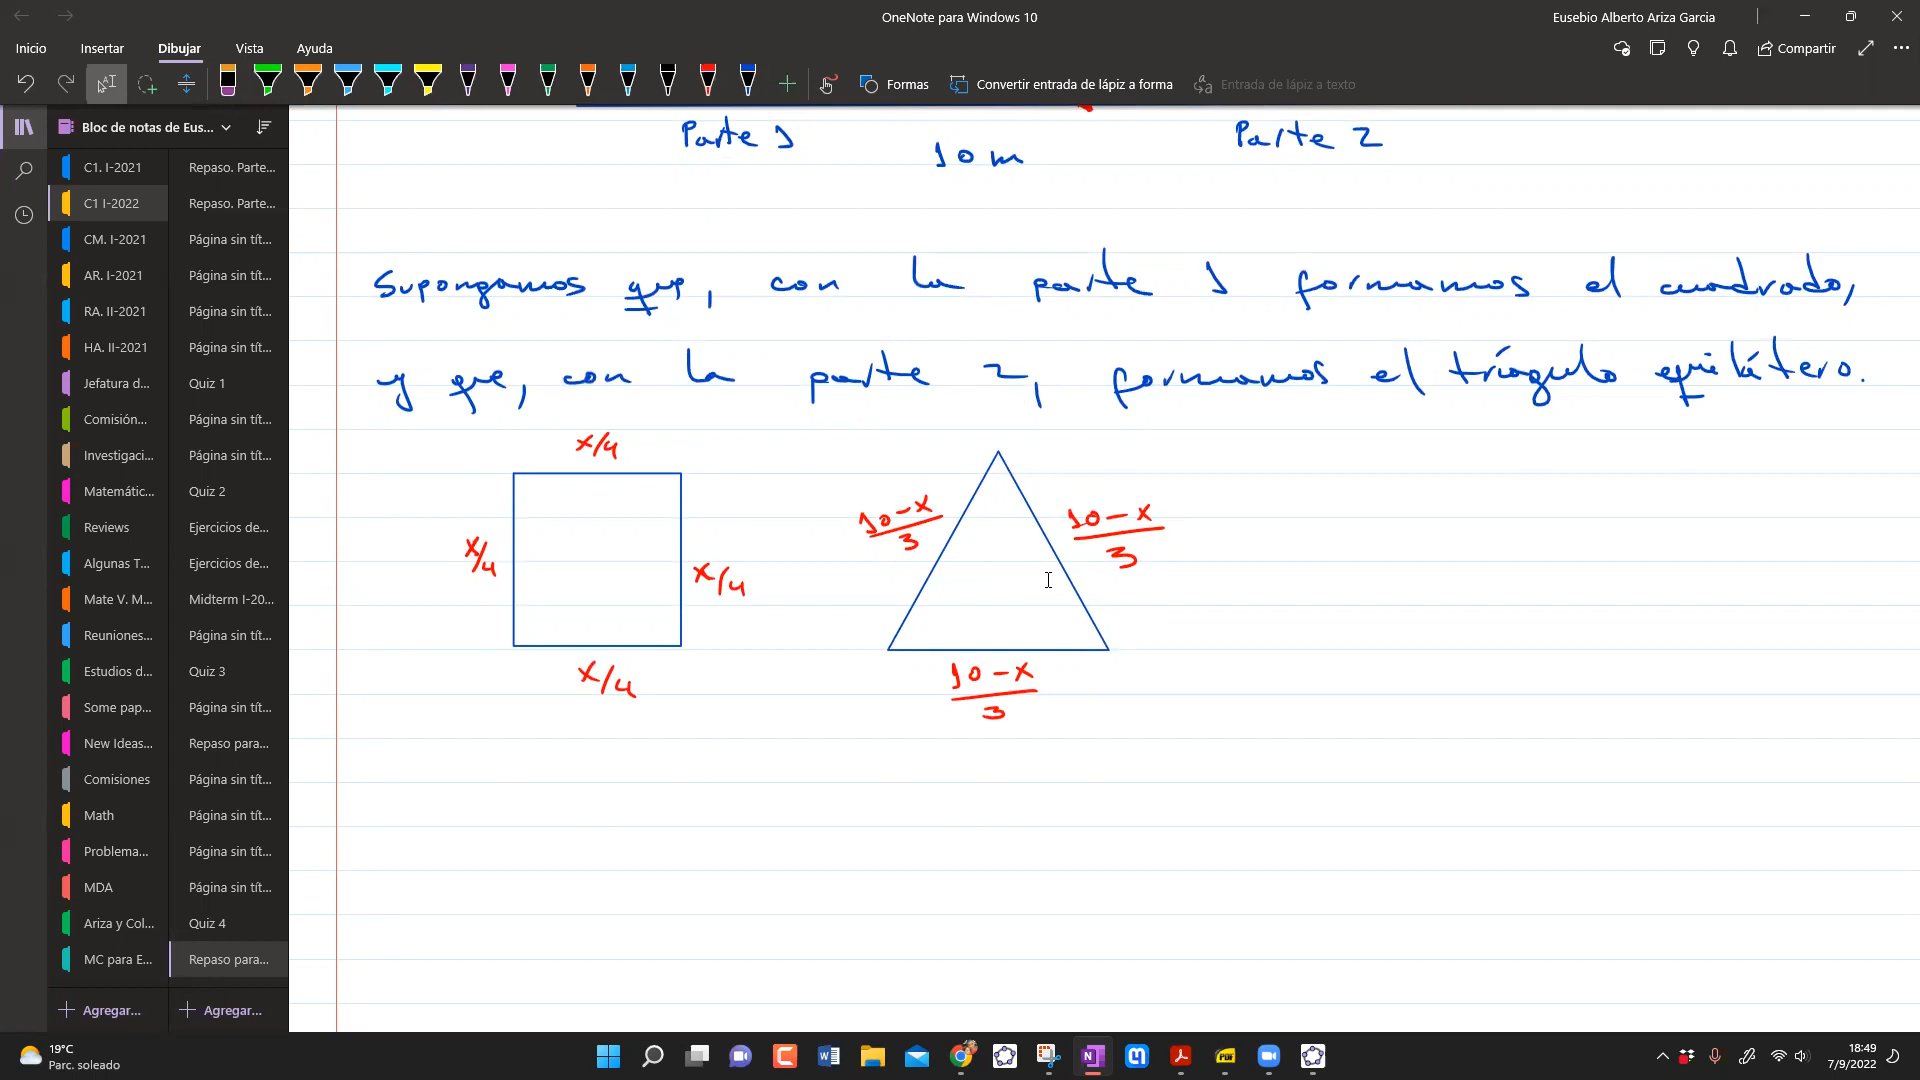 OneNote para Windows 10
Eusebio Alberto Ariza Garcia
Inicio Insertar Dibujar Vista Ayuda
Compartir
Formas Convertir entrada de lápiz a forma Entrada de lápiz a texto
Bloc de notas de Eus...
C1. I-2021
C1 I-2022
CM. I-2021
AR. I-2021
RA. II-2021
HA. II-2021
Jefatura d...
Comisión...
Investigaci...
Matemátic...
Reviews
Algunas T...
Mate V. M...
Reuniones...
Estudios d...
Some pap...
New Ideas...
Comisiones
Math
Problema...
MDA
Ariza y Col...
MC para E...
Agregar...
Repaso. Parte...
Repaso. Parte...
Página sin tít...
Página sin tít...
Página sin tít...
Página sin tít...
Quiz 1
Página sin tít...
Página sin tít...
Quiz 2
Ejercicios de...
Ejercicios de...
Midterm I-20...
Página sin tít...
Quiz 3
Página sin tít...
Repaso para...
Página sin tít...
Página sin tít...
Página sin tít...
Página sin tít...
Quiz 4
Repaso para...
Agregar...
Parte 1 10 m Parte 2
Supongamos que, con la parte 1 formamos el cuadrado,
y que, con la parte 2, formamos el triángulo equilátero.
x/4
x/4
x/4
x/4
10-x
3
10-x
3
10-x
3
19°C
Parc. soleado
18:49
7/9/2022